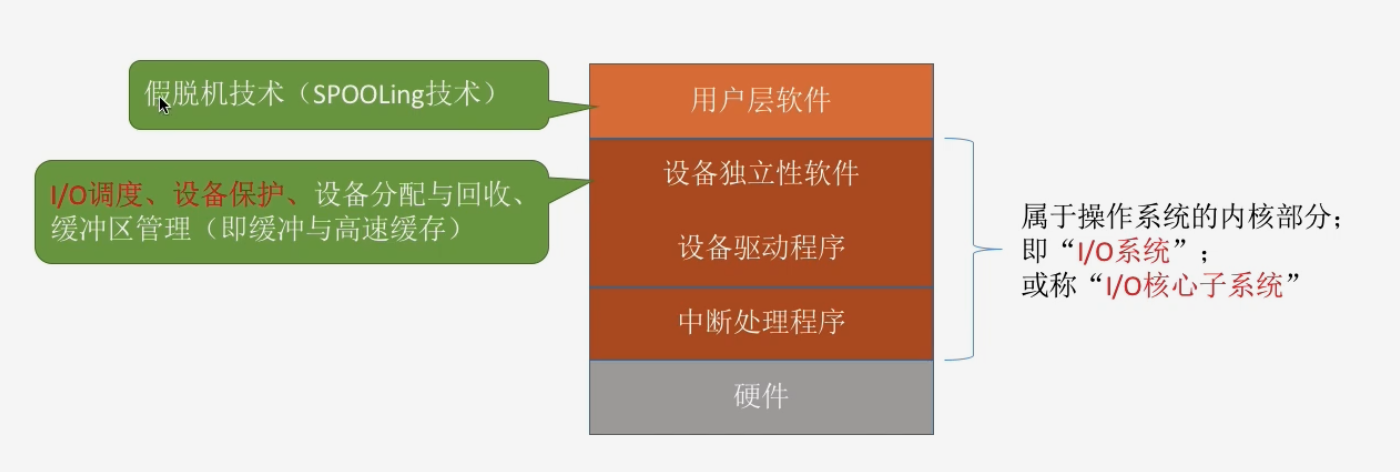 假脱机技术（SPOOLing技术）
I/O调度、设备保护、设备分配与回收、
缓冲区管理（即缓冲与高速缓存）
用户层软件
设备独立性软件
设备驱动程序
中断处理程序
硬件
属于操作系统的内核部分；
即“I/O系统”；
或称“I/O核心子系统”